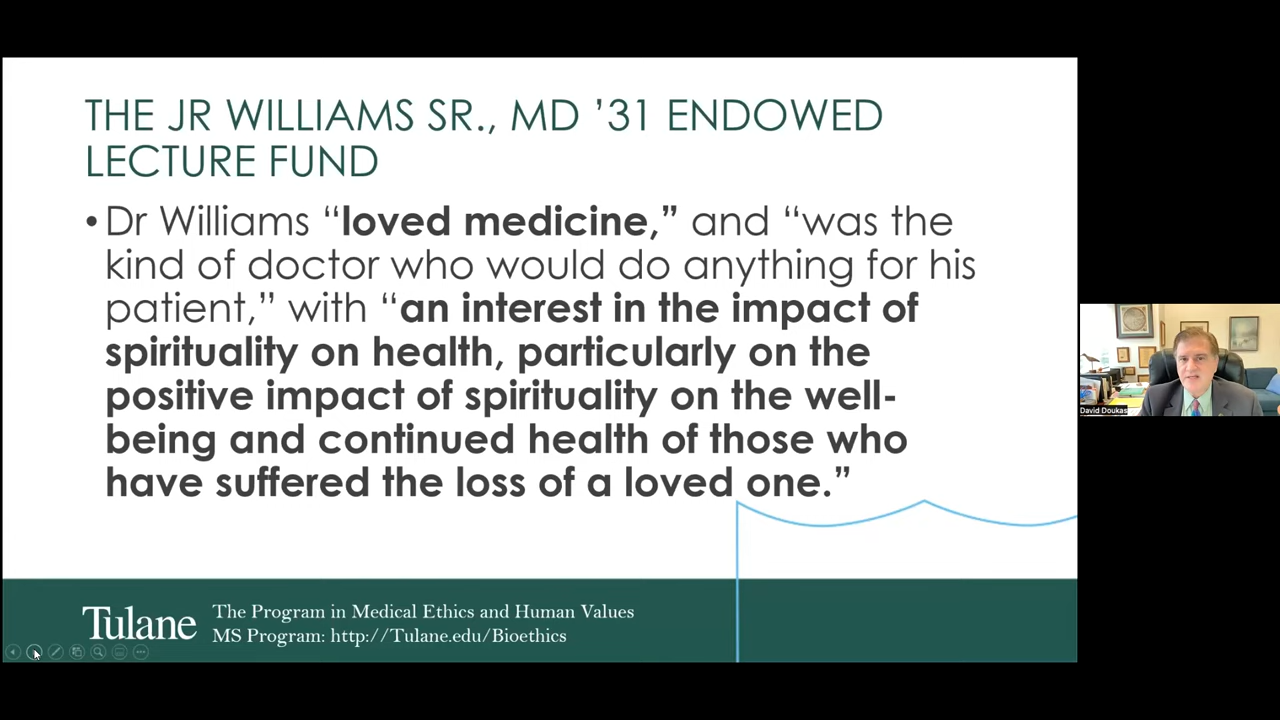 THE JR WILLIAMS SR., MD ’31 ENDOWED
LECTURE FUND
•Dr Williams “loved medicine,” and “was the
kind of doctor who would do anything for his
patient,” with “an interest in the impact of
spirituality on health, particularly on the
positive impact of spirituality on the well-
being and continued health of those who
have suffered the loss of a loved one.”
Tulane
The Program in Medical Ethics and Human Values
MS Program: http://Tulane.edu/Bioethics
David Doukas